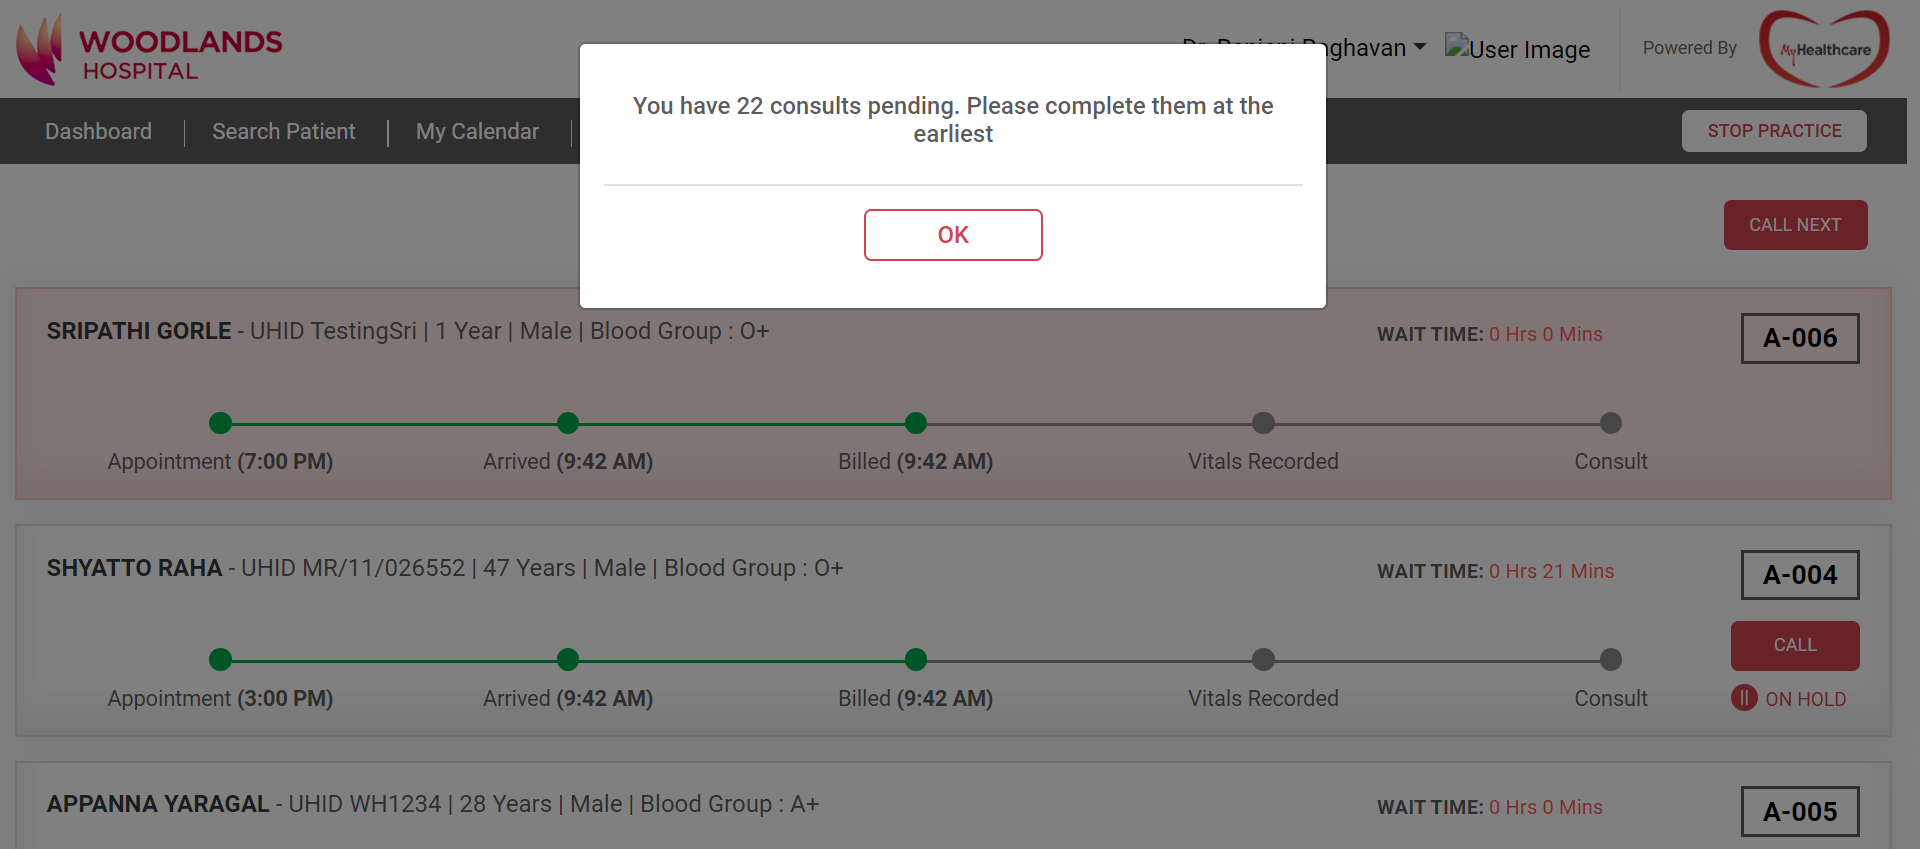 WOODLANDS
HOSPITAL
Raghavan
User Image
Powered By
MyHealthcare
Dashboard
Search Patient
My Calendar
STOP PRACTICE
You have 22 consults pending. Please complete them at the
earliest
OK
CALL NEXT
SRIPATHI GORLE - UHID TestingSri | 1 Year | Male | Blood Group : O+
WAIT TIME: 0 Hrs 0 Mins
A-006
Appointment (7:00 PM)
Arrived (9:42 AM)
Billed (9:42 AM)
Vitals Recorded
Consult
SHYATTO RAHA - UHID MR/11/026552 | 47 Years | Male | Blood Group : O+
WAIT TIME: 0 Hrs 21 Mins
A-004
CALL
Appointment (3:00 PM)
Arrived (9:42 AM)
Billed (9:42 AM)
Vitals Recorded
Consult
ON HOLD
APPANNA YARAGAL - UHID WH1234 | 28 Years | Male | Blood Group : A+
WAIT TIME: 0 Hrs 0 Mins
A-005